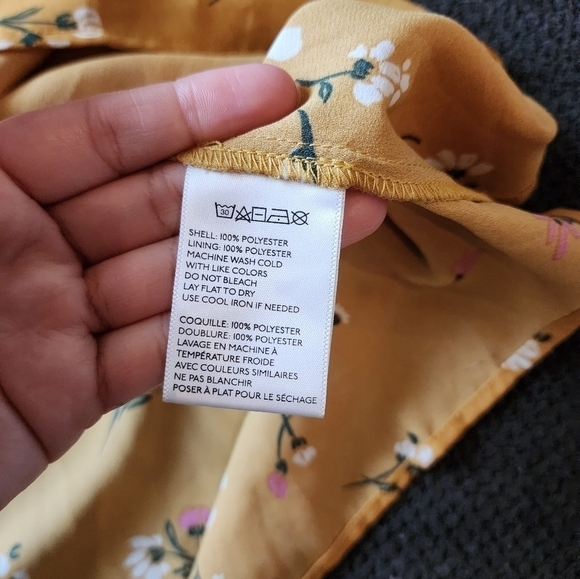 30
SHELL: 100% POLYESTER
LINING: 100% POLYESTER
MACHINE WASH COLD
WITH LIKE COLORS
DO NOT BLEACH
LAY FLAT TO DRY
USE COOL IRON IF NEEDED
COQUILLE: 100% POLYESTER
DOUBLURE: 100% POLYESTER
LAVAGE EN MACHINE À
TEMPÉRATURE FROIDE
AVEC COULEURS SIMILAIRES
NE PAS BLANCHIR
POSER À PLAT POUR LE SÉCHAGE